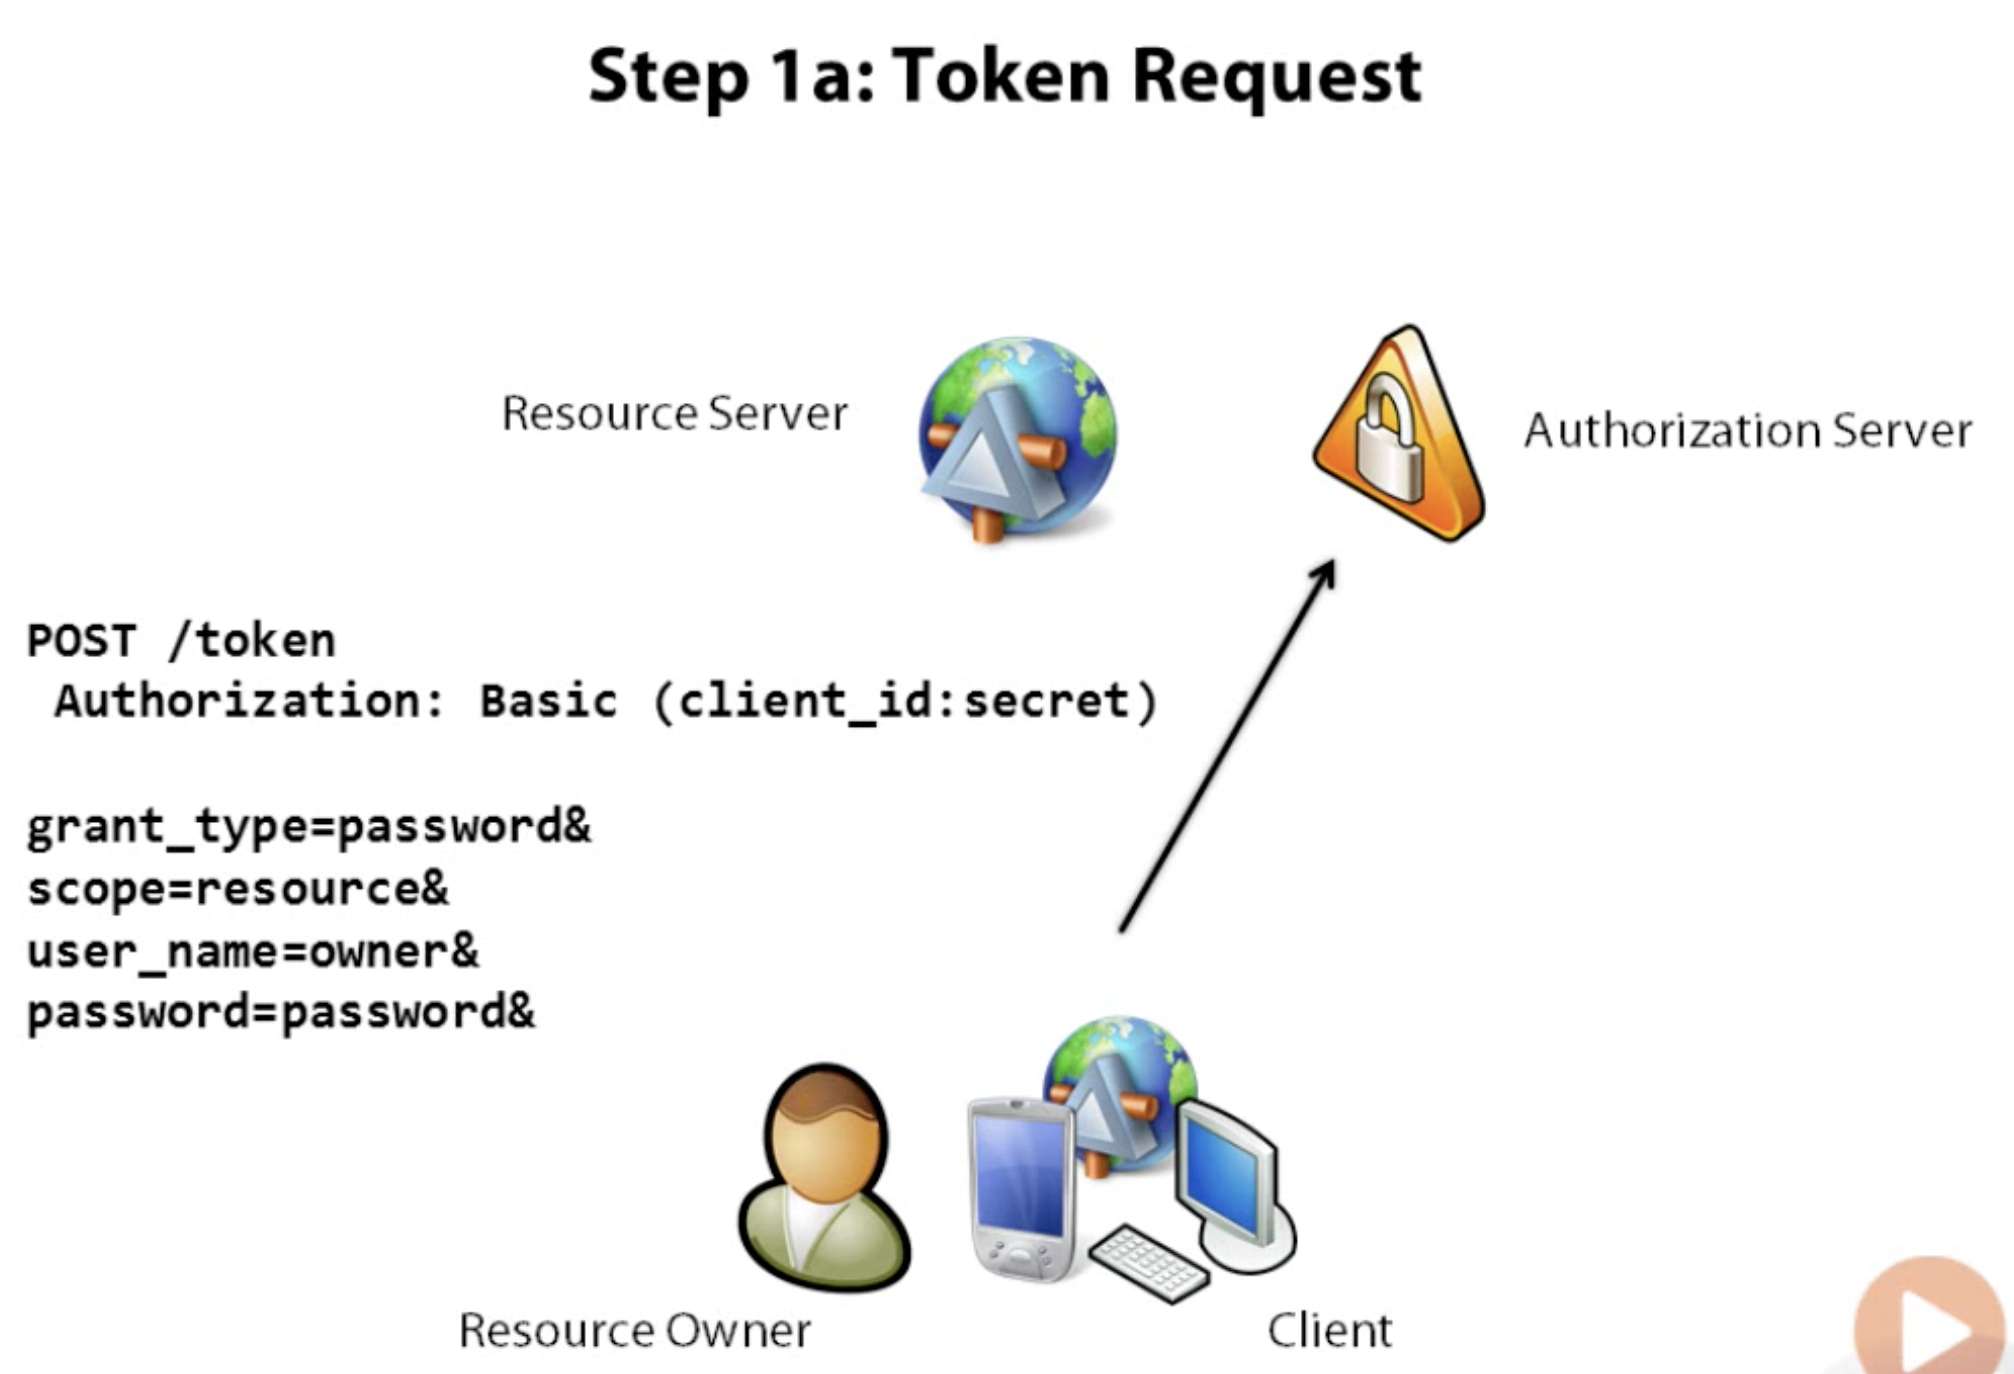 Step 1a: Token Request
Resource Server
Authorization Server
POST /token
Authorization: Basic (client_id:secret)
grant_type=password&
scope=resource&
user_name=owner&
password=password&
Resource Owner
Client